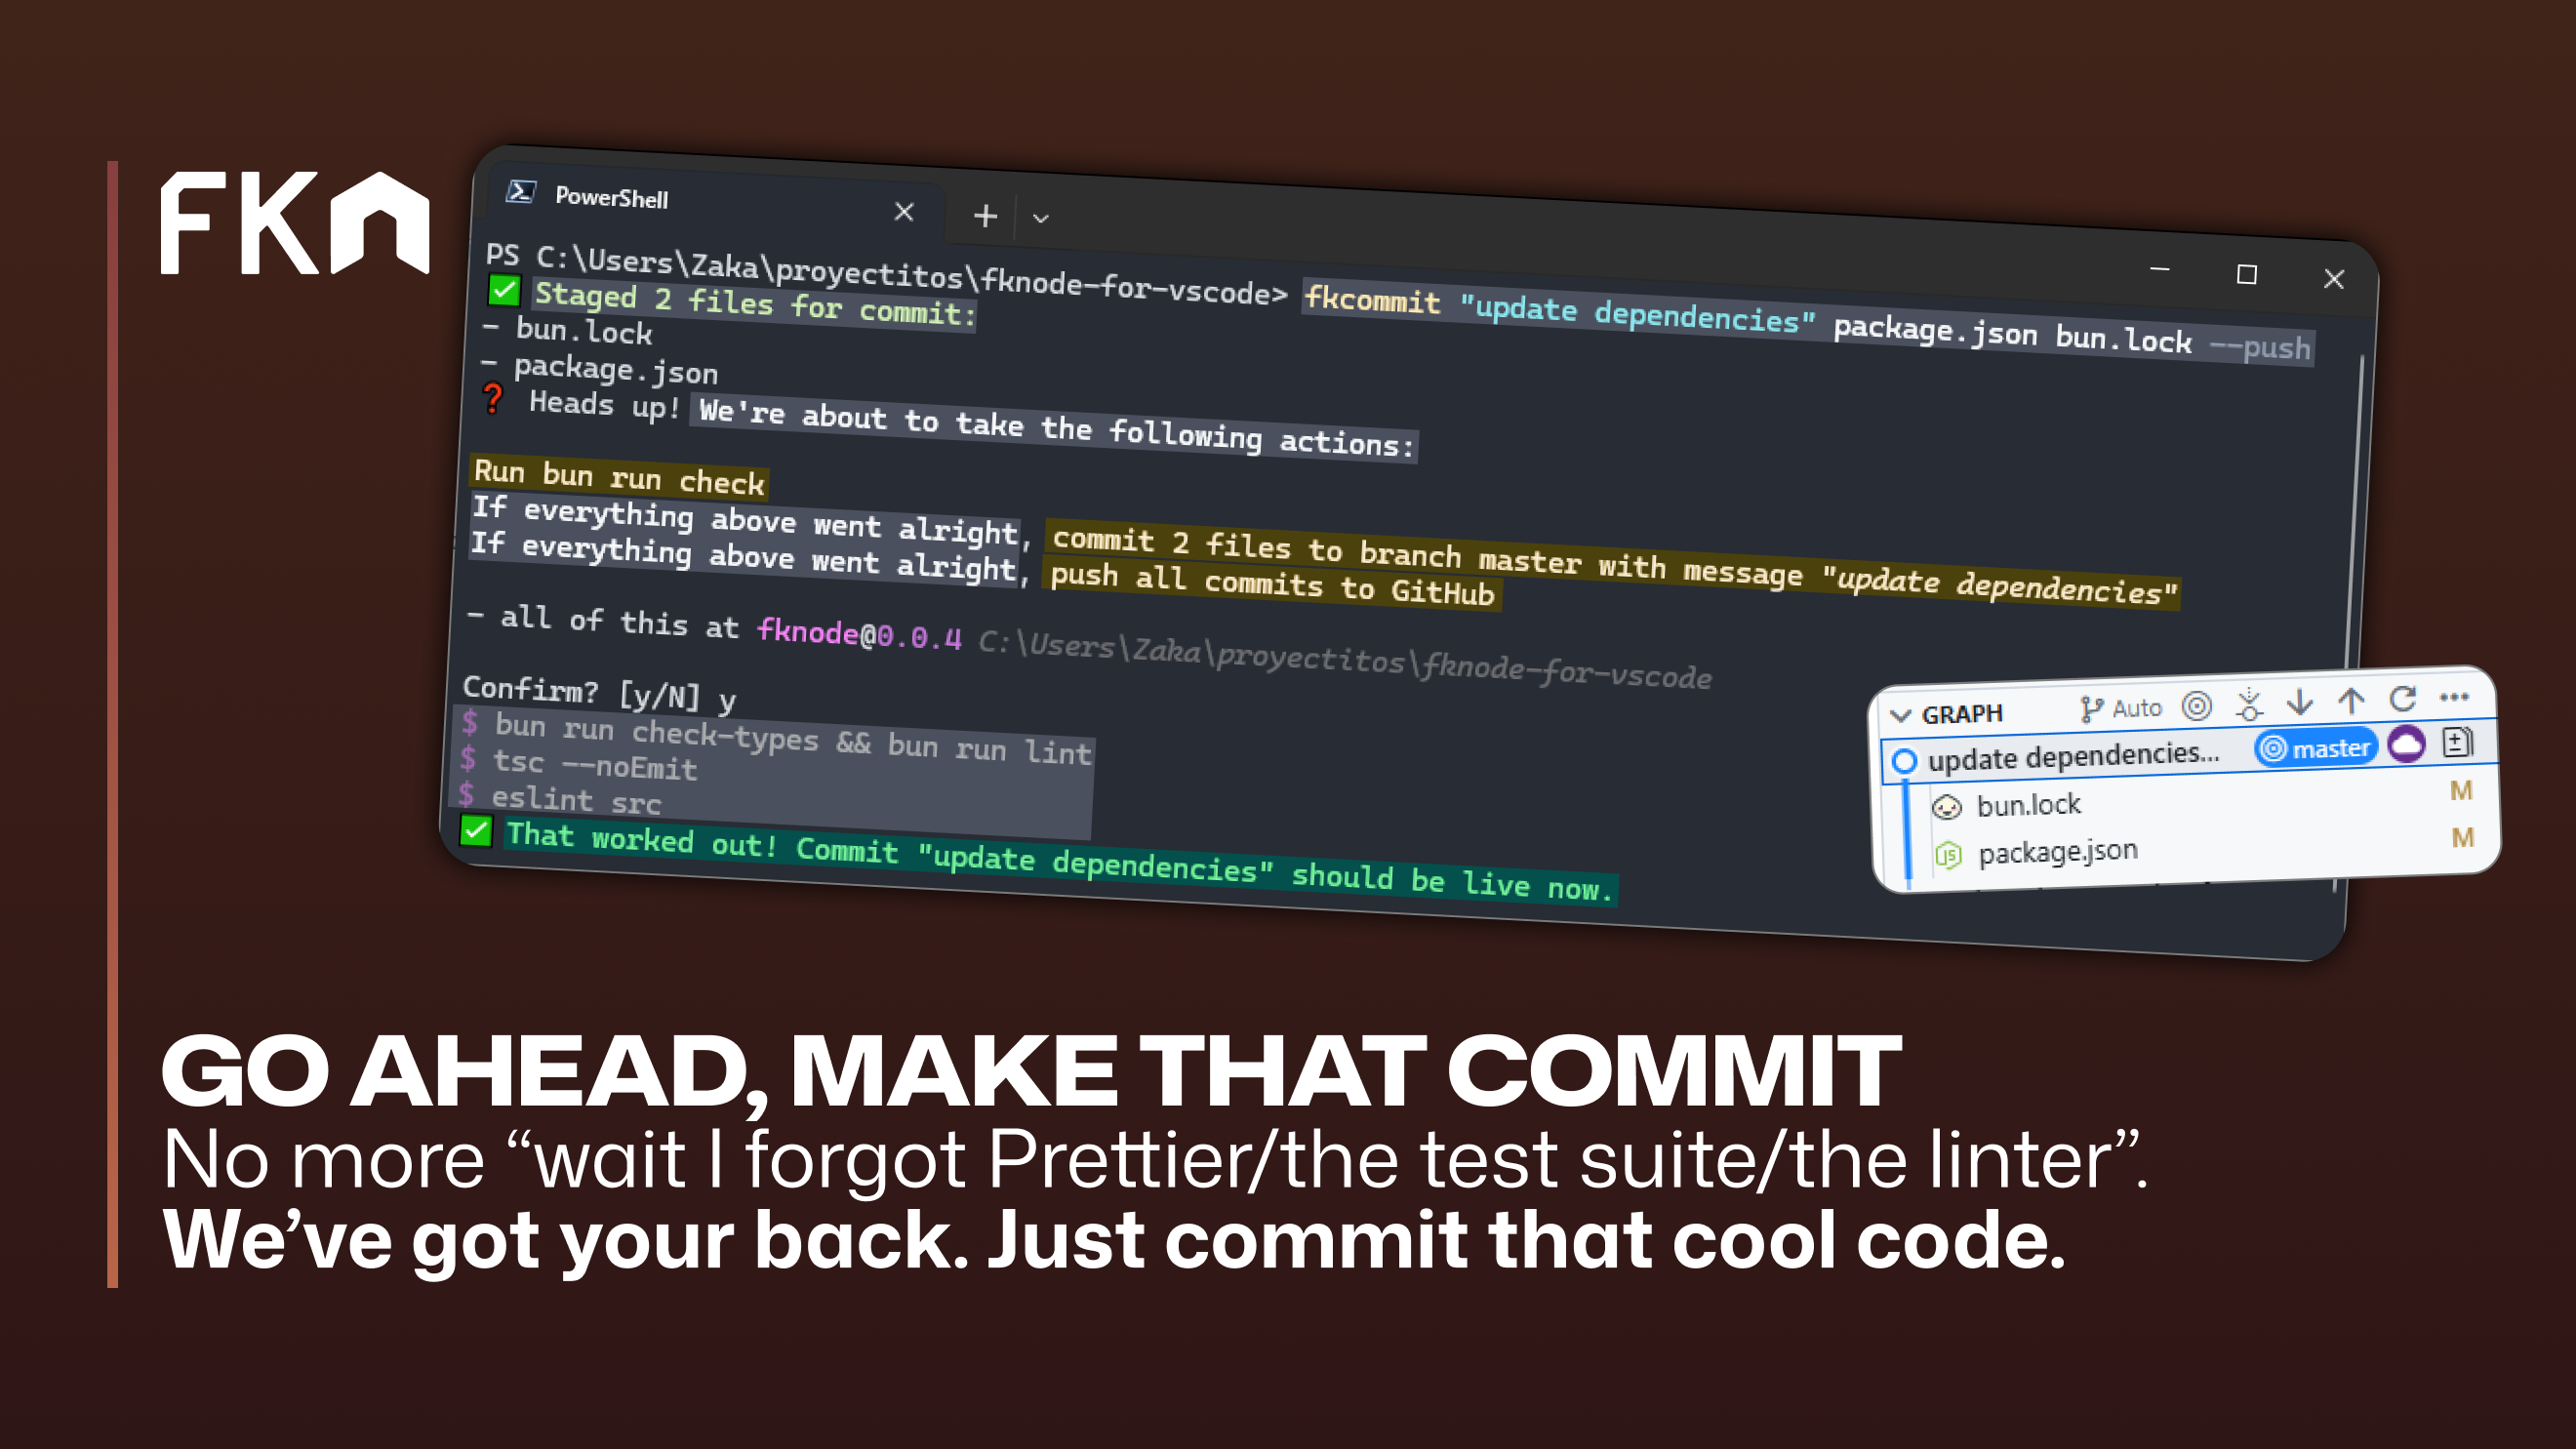 FKn
PowerShell
PS C:\Users\Zaka\proyectitos\fknode-for-vscode> fkcommit "update dependencies" package.json bun.lock --push
✅ Staged 2 files for commit:
- bun.lock
- package.json
❓ Heads up! We're about to take the following actions:
Run bun run check
If everything above went alright, commit 2 files to branch master with message "update dependencies"
If everything above went alright, push all commits to GitHub
- all of this at fknode@0.0.4 C:\Users\Zaka\proyectitos\fknode-for-vscode
Confirm? [y/N] y
$ bun run check-types && bun run lint
$ tsc --noEmit
$ eslint src
✅ That worked out! Commit "update dependencies" should be live now.
GRAPH Auto
update dependencies... master
bun.lock M
JS package.json M
GO AHEAD, MAKE THAT COMMIT
No more “wait I forgot Prettier/the test suite/the linter”.
We’ve got your back. Just commit that cool code.